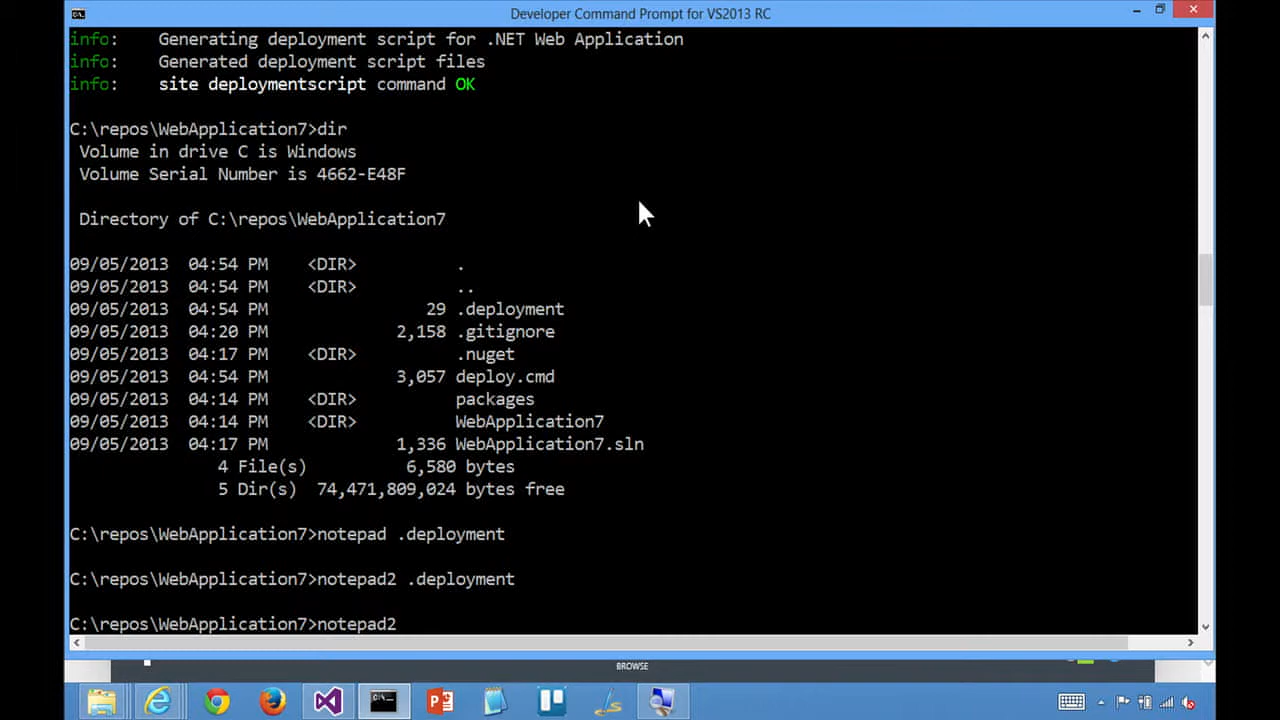 Developer Command Prompt for VS2013 RC
info:    Generating deployment script for .NET Web Application
info:    Generated deployment script files
info:    site deploymentscript command OK
C:\repos\WebApplication7>dir
 Volume in drive C is Windows
 Volume Serial Number is 4662-E48F
 Directory of C:\repos\WebApplication7
09/05/2013  04:54 PM    <DIR>          .
09/05/2013  04:54 PM    <DIR>          ..
09/05/2013  04:54 PM                29 .deployment
09/05/2013  04:20 PM             2,158 .gitignore
09/05/2013  04:17 PM    <DIR>          .nuget
09/05/2013  04:54 PM             3,057 deploy.cmd
09/05/2013  04:14 PM    <DIR>          packages
09/05/2013  04:14 PM    <DIR>          WebApplication7
09/05/2013  04:17 PM             1,336 WebApplication7.sln
               4 File(s)          6,580 bytes
               5 Dir(s)  74,471,809,024 bytes free
C:\repos\WebApplication7>notepad .deployment
C:\repos\WebApplication7>notepad2 .deployment
C:\repos\WebApplication7>notepad2
BROWSE